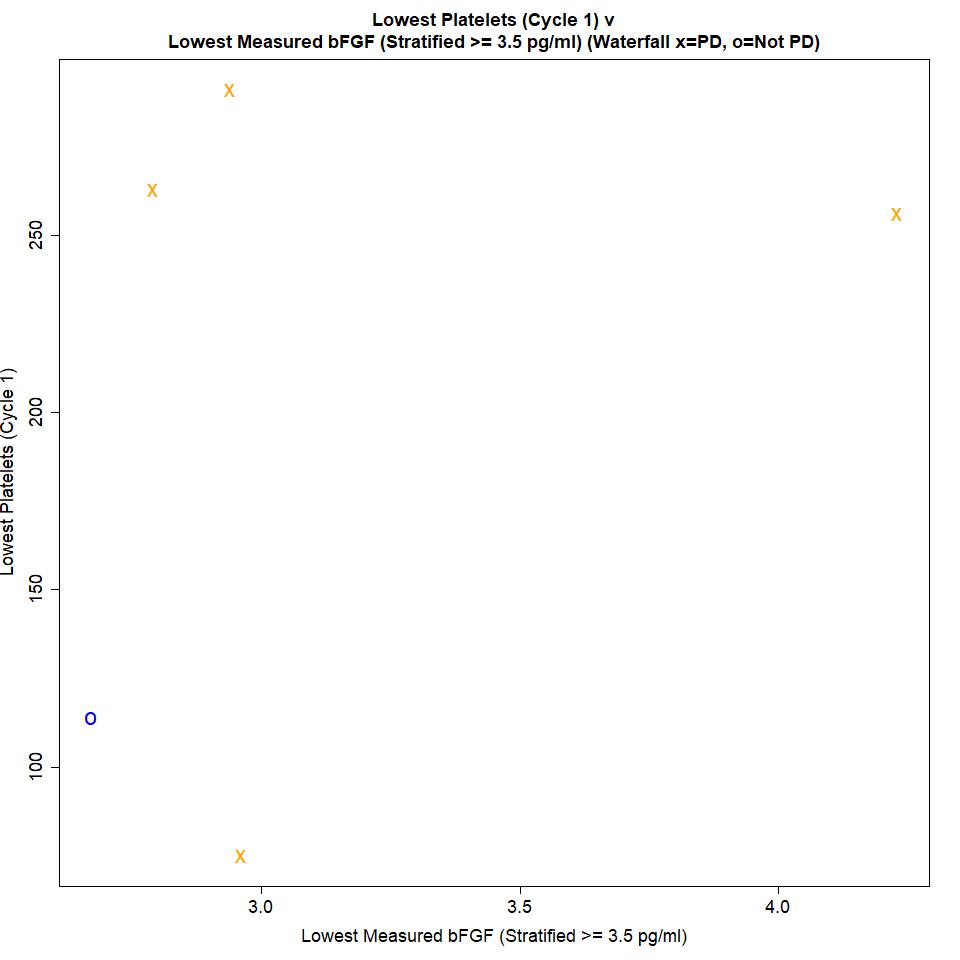 Lowest Platelets (Cycle 1) v
Lowest Measured bFGF (Stratified >= 3.5 pg/ml) (Waterfall x=PD, o=Not PD)
Lowest Platelets (Cycle 1)
250
200
150
100
X
X
X
O
X
3.0 3.5 4.0
Lowest Measured bFGF (Stratified >= 3.5 pg/ml)